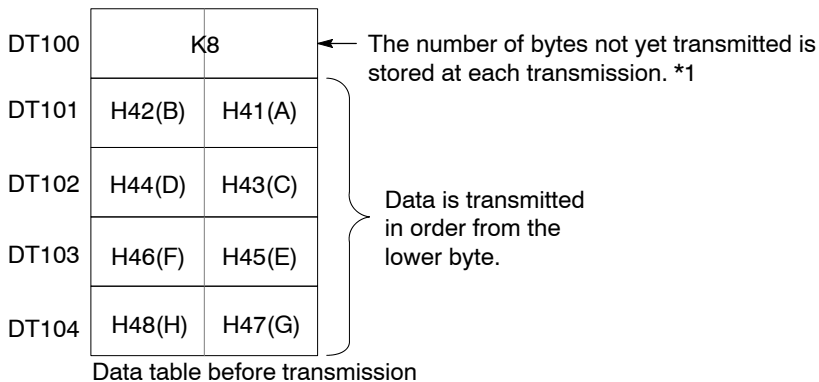 DT100 K8 The number of bytes not yet transmitted is
stored at each transmission. *1
DT101 H42(B) H41(A)
DT102 H44(D) H43(C)
Data is transmitted
in order from the
lower byte.
DT103 H46(F) H45(E)
DT104 H48(H) H47(G)
Data table before transmission